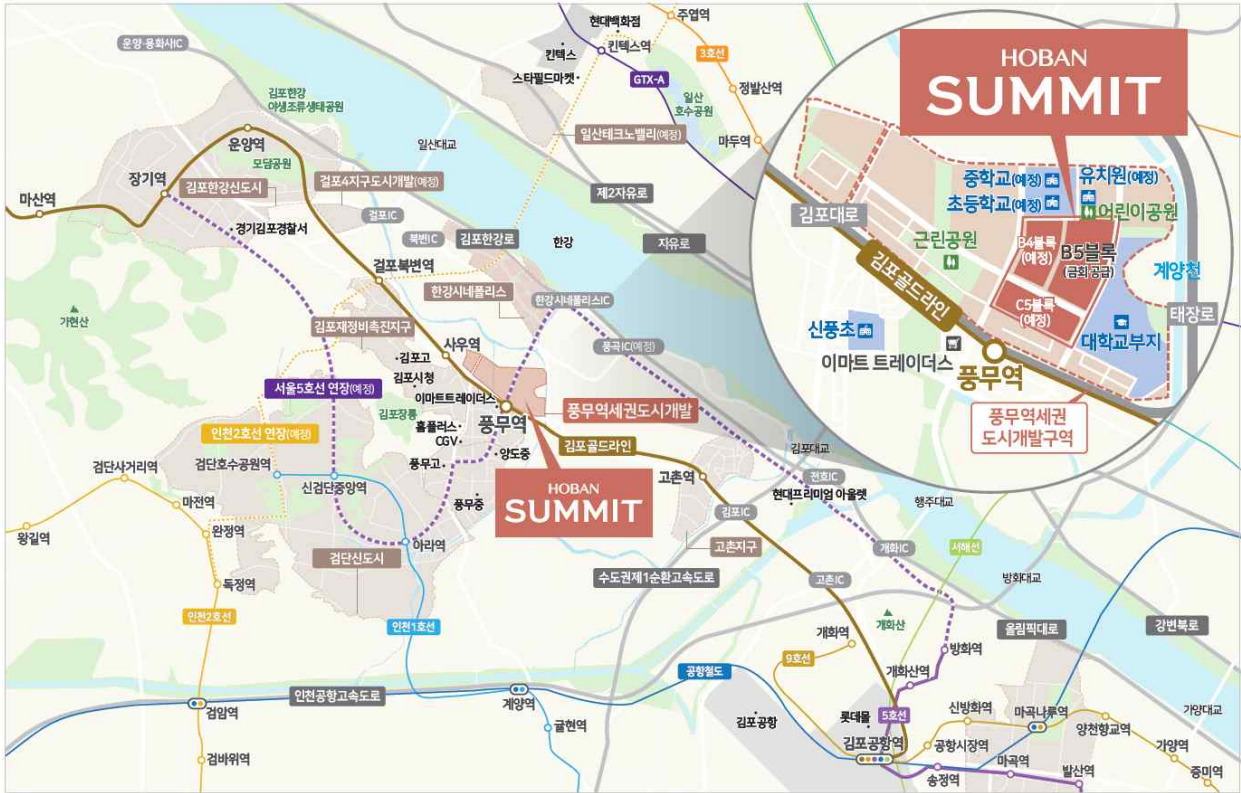 현대백화점
주엽역
킨텍스
킨텍스역
3호선
운양·용화사IC
스타필드마켓
GTX-A
정발산역
김포한강
야생조류생태공원
일산
호수공원
일산대교
일산테크노밸리(예정)
마두역
운양역
모담공원
장기역
김포한강신도시
걸포4지구도시개발(예정)
제2자유로
마산역
걸포IC
경기김포경찰서
북변IC
김포한강로
한강
자유로
걸포북변역
한강시네폴리스
한강시네폴리스IC
가현산
김포재정비촉진지구
사우역
풍곡IC(예정)
김포고
김포시청
서울5호선 연장(예정)
이마트트레이더스
김포장릉
풍무역
풍무역세권도시개발
홈플러스
CGV
인천2호선 연장(예정)
양도중
김포골드라인
김포대교
검단사거리역
검단호수공원역
풍무고
고촌역
전호IC
신검단중앙역
HOBAN
SUMMIT
현대프리미엄 아울렛
행주대교
마전역
풍무중
김포IC
왕길역
완정역
아라역
고촌지구
개화IC
서해선
검단신도시
독정역
수도권제1순환고속도로
고촌IC
방화대교
인천2호선
인천1호선
개화산
개화역
올림픽대로
강변북로
9호선
방화역
공항철도
개화산역
인천공항고속도로
계양역
검암역
김포공항
롯데몰
5호선
신방화역
마곡나루역
가양대교
굴현역
양천향교역
김포공항역
공항시장역
가양역
검바위역
송정역
마곡역
발산역
증미역
HOBAN
SUMMIT
중학교(예정)
유치원(예정)
초등학교(예정)
어린이공원
김포대로
근린공원
B4블록
(예정)
B5블록
(금회 공급)
계양천
김포골드라인
C5블록
(예정)
태장로
신풍초
대학교부지
이마트 트레이더스
풍무역
풍무역세권
도시개발구역